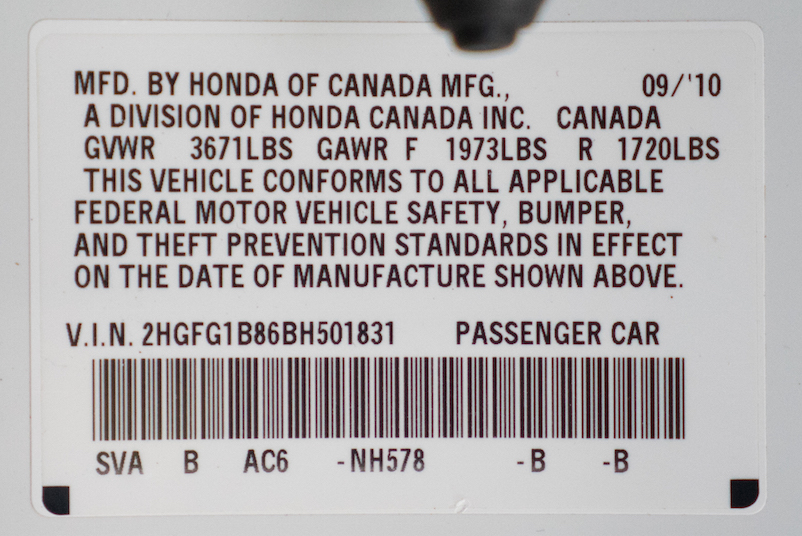 MFD. BY HONDA OF CANADA MFG., 09/'10
A DIVISION OF HONDA CANADA INC. CANADA
GVWR 3671LBS GAWR F 1973LBS R 1720LBS
THIS VEHICLE CONFORMS TO ALL APPLICABLE
FEDERAL MOTOR VEHICLE SAFETY, BUMPER,
AND THEFT PREVENTION STANDARDS IN EFFECT
ON THE DATE OF MANUFACTURE SHOWN ABOVE.
V.I.N. 2HGFG1B86BH501831 PASSENGER CAR
SVA B AC6 -NH578 -B -B